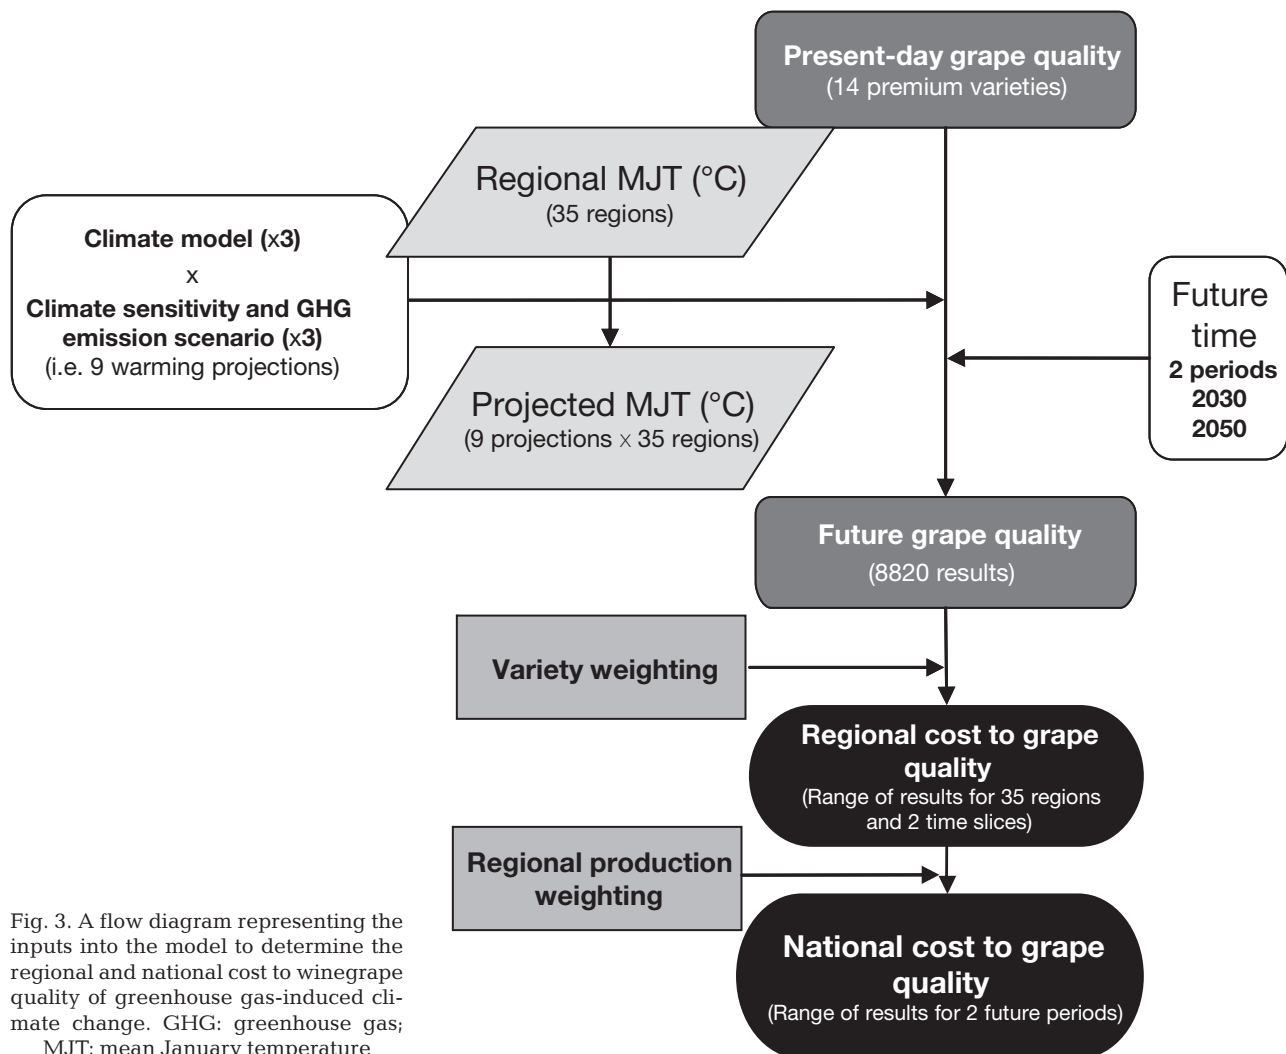 Present-day grape quality
(14 premium varieties)
Regional MJT (°C)
(35 regions)
Climate model (x3)
x
Climate sensitivity and GHG
emission scenario (x3)
(i.e. 9 warming projections)
Future
time
2 periods
2030
2050
Projected MJT (°C)
(9 projections × 35 regions)
Future grape quality
(8820 results)
Variety weighting
Regional cost to grape
quality
(Range of results for 35 regions
and 2 time slices)
Regional production
weighting
National cost to grape
quality
(Range of results for 2 future periods)
Fig. 3. A flow diagram representing the
inputs into the model to determine the
regional and national cost to winegrape
quality of greenhouse gas-induced cli-
mate change. GHG: greenhouse gas;
MJT: mean January temperature